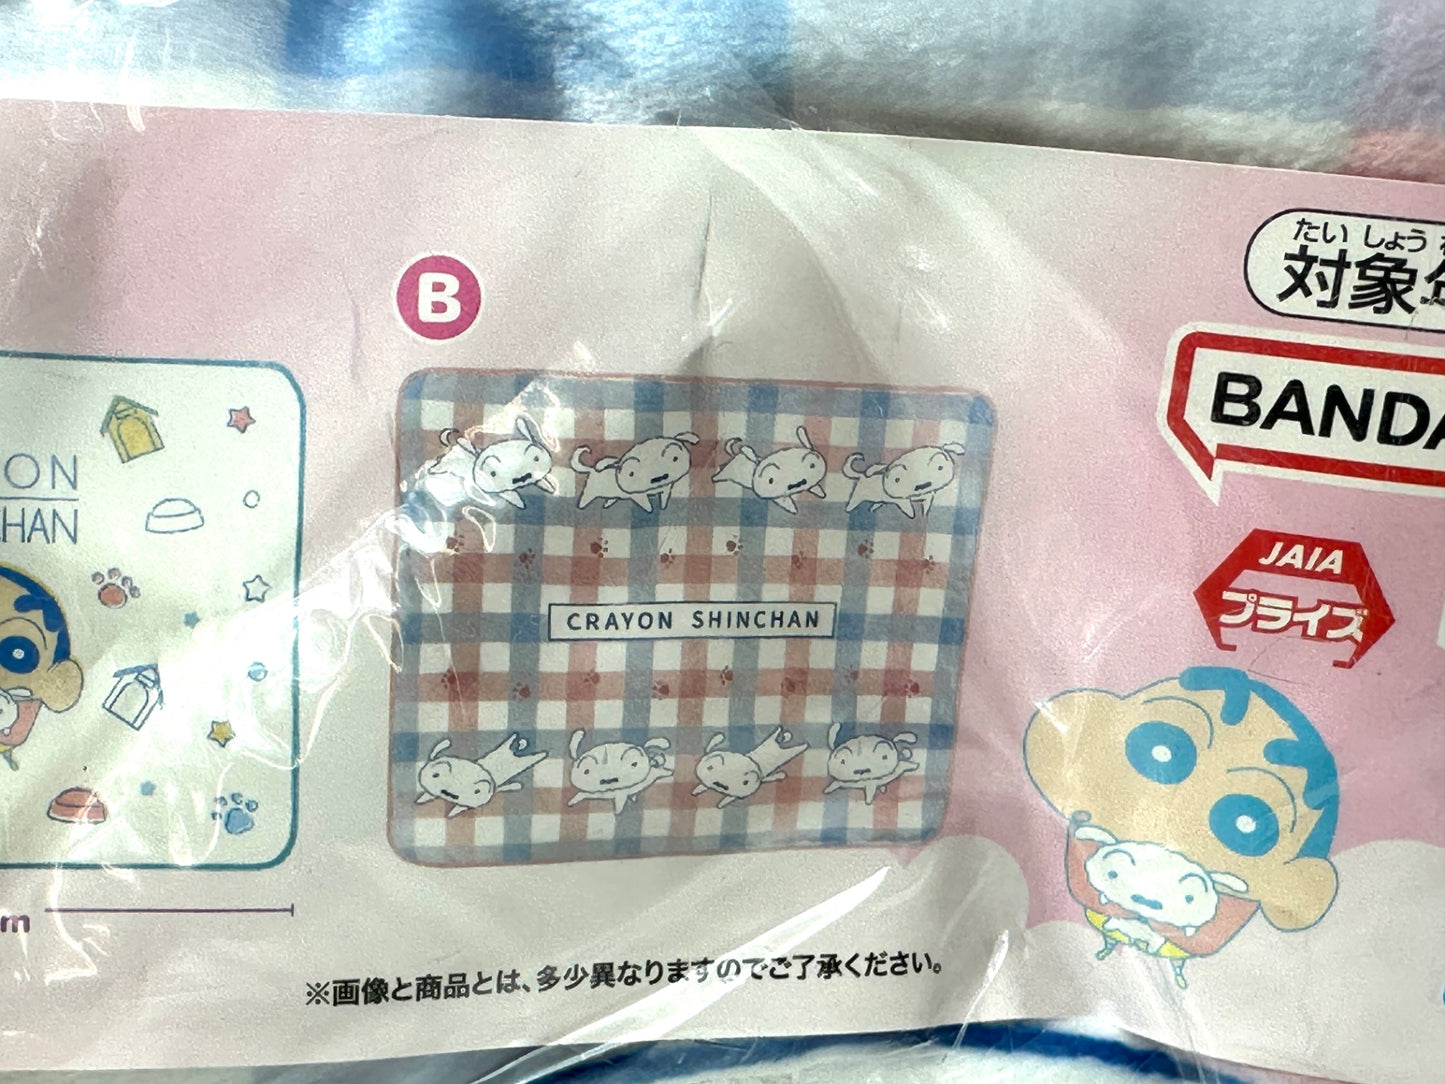 B
たいしょう
対象
BANDA
JAIA
プライズ
ON
HAN
CRAYON SHINCHAN
m
※画像と商品とは、多少異なりますのでご了承ください。